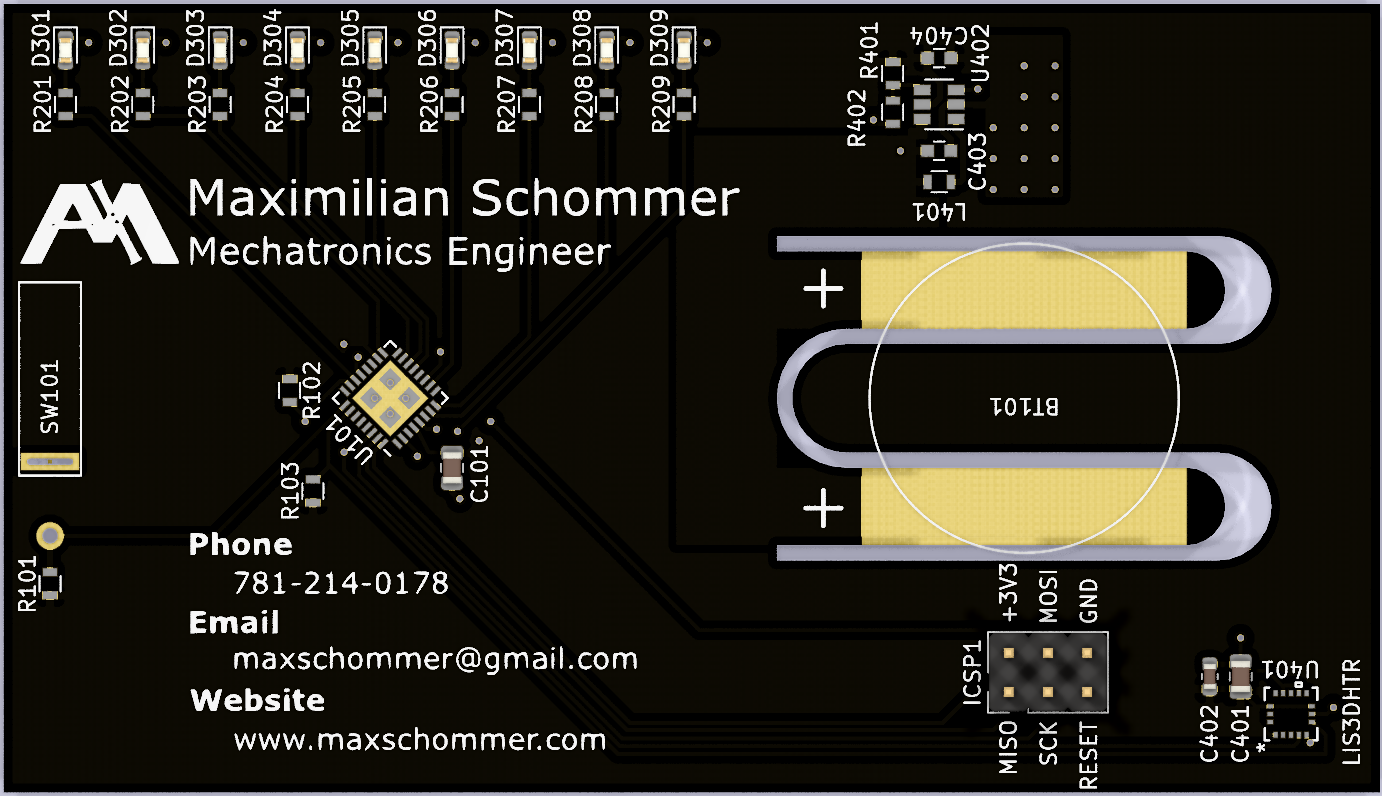 D301 D302 D303 D304 D305 D306 D307 D308 D309
R201 R202 R203 R204 R205 R206 R207 R208 R209
R401 C404 U402
R402 C403
L401
Maximilian Schommer
Mechatronics Engineer
+
SW101
R102
U101
BT101
R103
C101
+
Phone
781-214-0178
R101
+3V3 MOSI GND
Email
maxschommer@gmail.com
ICSP1
U401
LIS3DHTR
Website
www.maxschommer.com
MISO SCK RESET
C402 C401
*